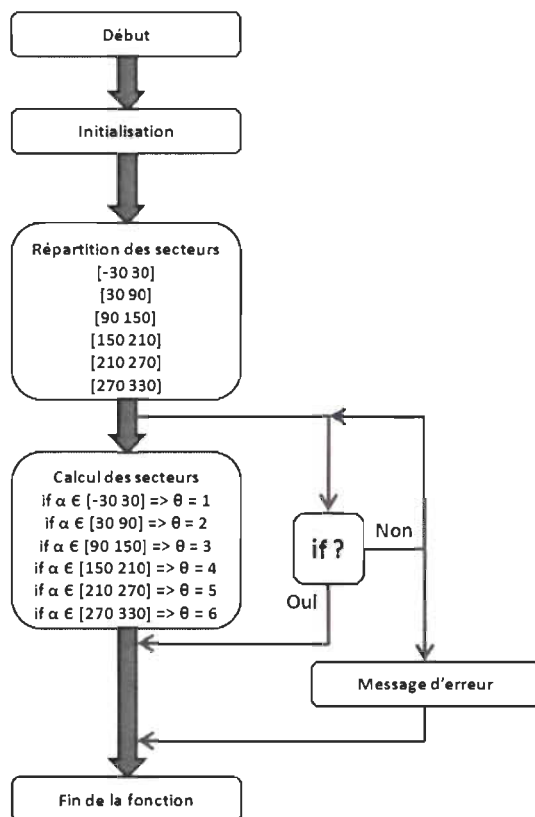 Début
Initialisation
Répartition des secteurs
[-30 30]
[30 90]
[90 150]
[150 210]
[210 270]
[270 330]
Calcul des secteurs
if α ϵ [-30 30] => θ = 1
if α ϵ [30 90] => θ = 2
if α ϵ [90 150] => θ = 3
if α ϵ [150 210] => θ = 4
if α ϵ [210 270] => θ = 5
if α ϵ [270 330] => θ = 6
if ?
Non
Oui
Message d'erreur
Fin de la fonction